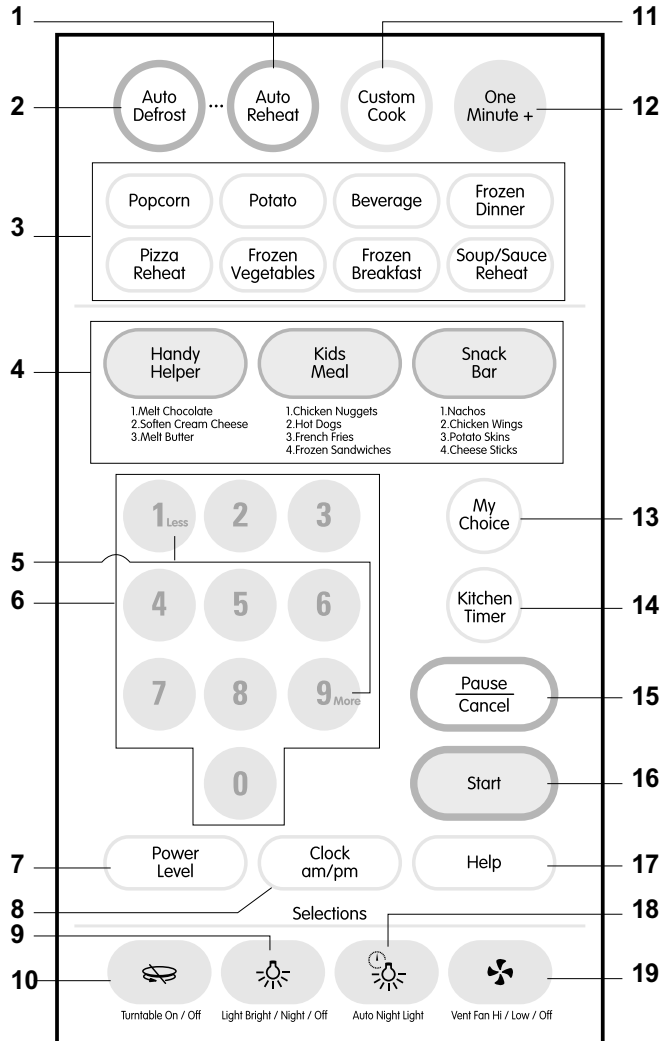 1
11
Auto
Defrost
...
Auto
Reheat
Custom
Cook
One
Minute +
2
12
Popcorn
Potato
Beverage
Frozen
Dinner
3
Pizza
Reheat
Frozen
Vegetables
Frozen
Breakfast
Soup/Sauce
Reheat
4
Handy
Helper
Kids
Meal
Snack
Bar
1.Melt Chocolate
2.Soften Cream Cheese
3.Melt Butter
1.Chicken Nuggets
2.Hot Dogs
3.French Fries
4.Frozen Sandwiches
1.Nachos
2.Chicken Wings
3.Potato Skins
4.Cheese Sticks
1 Less
2
3
My
Choice
13
5
6
4
5
6
Kitchen
Timer
14
7
8
9 More
Pause
Cancel
15
0
Start
16
7
Power
Level
Clock
am/pm
Help
17
8
Selections
18
9
10
19
Turntable On / Off
Light Bright / Night / Off
Auto Night Light
Vent Fan Hi / Low / Off